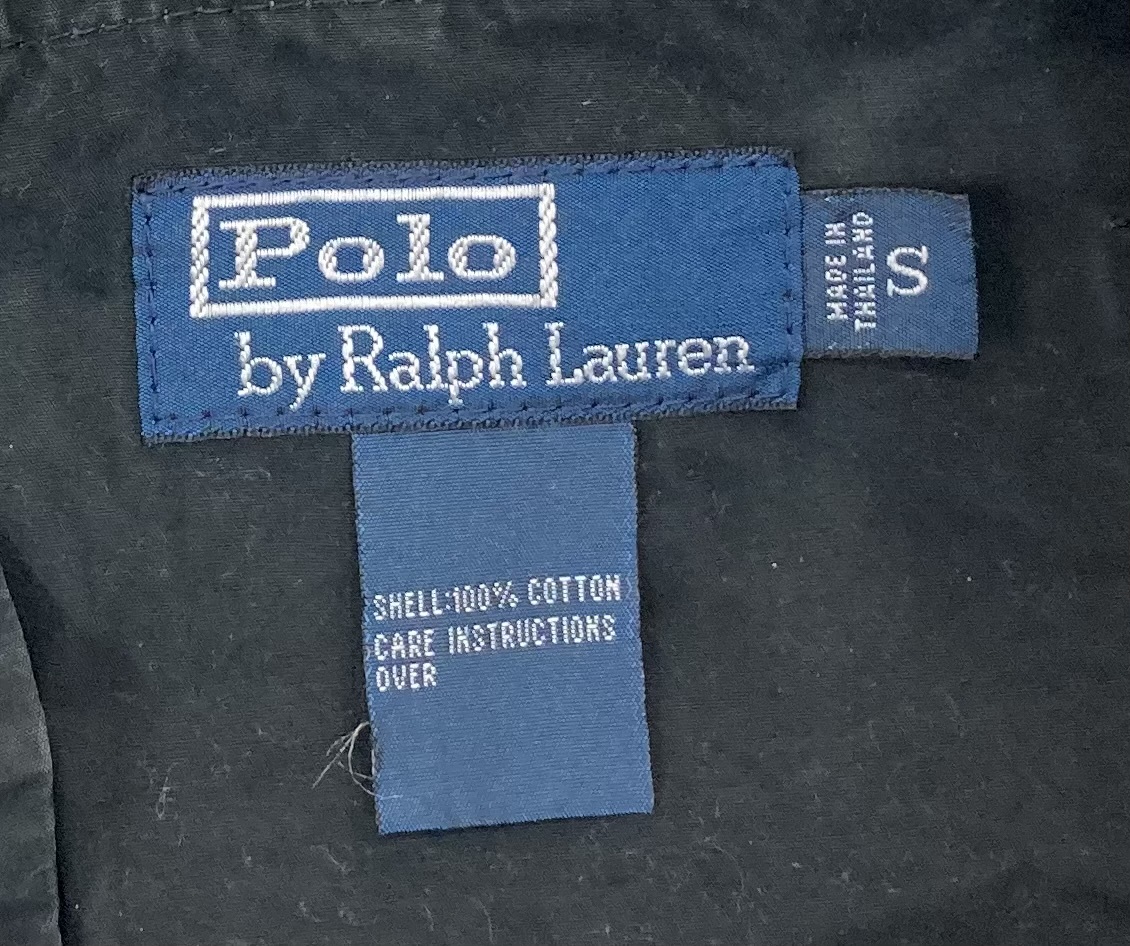 Polo
by Ralph Lauren
MADE IN
THAILAND
S
SHELL:100% COTTON
CARE INSTRUCTIONS
OVER